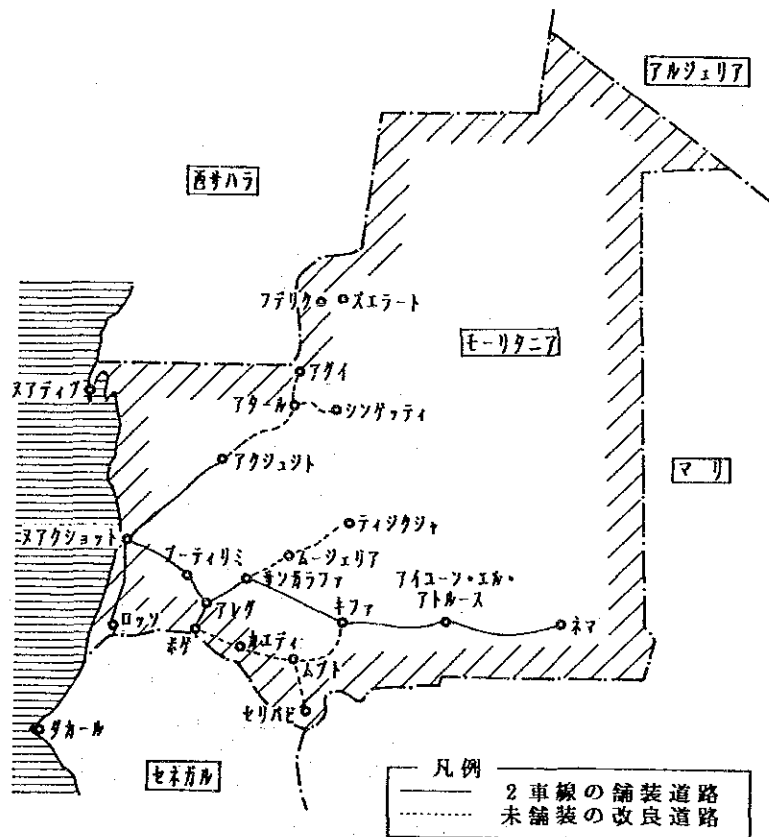 アルジェリア
西サハラ
フデリク
ズエラート
モーリタニア
アグイ
ヌアディブ
アタール
シンゲッティ
アクジュジト
マリ
ティジクジャ
ヌアクショット
ブーティリミ
ムージェリア
サンガラファ
アイユーン・エル・
アトルース
アレグ
キファ
ネマ
ロッソ
ボゲ
カエディ
ムブト
セリバビ
ダカール
セネガル
凡例
2車線の舗装道路
未舗装の改良道路